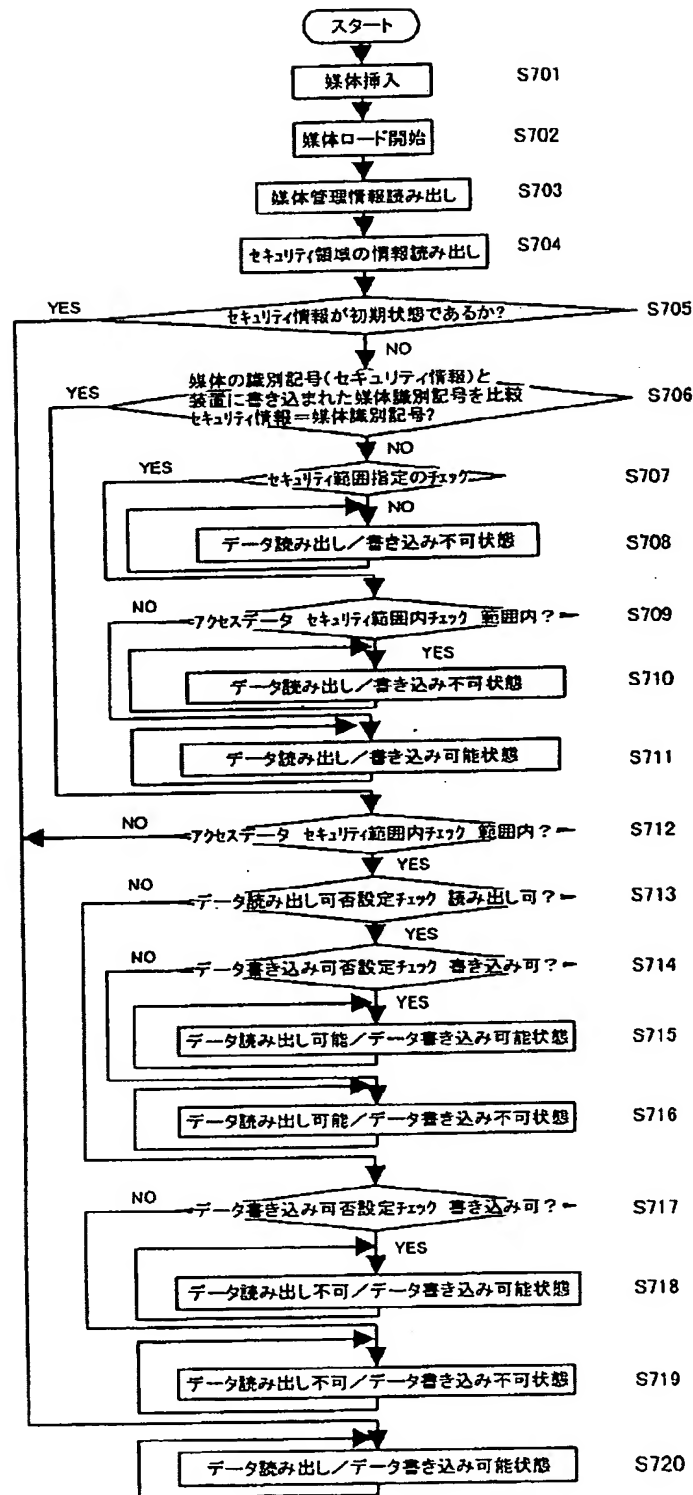 スタート
媒体挿入 S701
媒体ロード開始 S702
媒体管理情報読み出し S703
セキュリティ領域の情報読み出し S704
YES セキュリティ情報が初期状態であるか? S705
NO
YES 媒体の識別記号(セキュリティ情報)と
装置に書き込まれた媒体識別記号を比較 S706
セキュリティ情報=媒体識別記号?
NO
YES セキュリティ範囲指定のチェック S707
NO
データ読み出し/書き込み不可状態 S708
NO アクセスデータ セキュリティ範囲内チェック 範囲内? S709
YES
データ読み出し/書き込み不可状態 S710
データ読み出し/書き込み可能状態 S711
NO アクセスデータ セキュリティ範囲内チェック 範囲内? S712
YES
NO データ読み出し可否設定チェック 読み出し可? S713
YES
NO データ書き込み可否設定チェック 書き込み可? S714
YES
データ読み出し可能/データ書き込み可能状態 S715
データ読み出し可能/データ書き込み不可状態 S716
NO データ書き込み可否設定チェック 書き込み可? S717
YES
データ読み出し不可/データ書き込み可能状態 S718
データ読み出し不可/データ書き込み不可状態 S719
データ読み出し/データ書き込み可能状態 S720